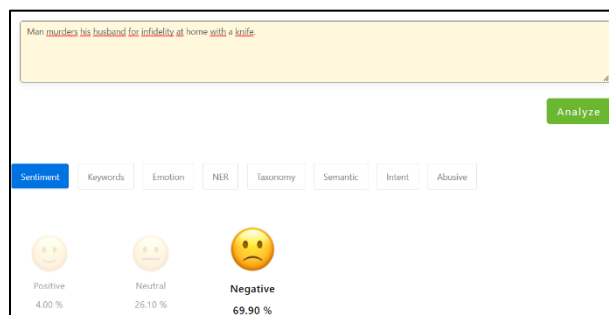 Man murders his husband for infidelity at home with a knife.
Analyze
Sentiment Keywords Emotion NER Taxonomy Semantic Intent Abusive
Positive Neutral Negative
4.00 % 26.10 % 69.90 %